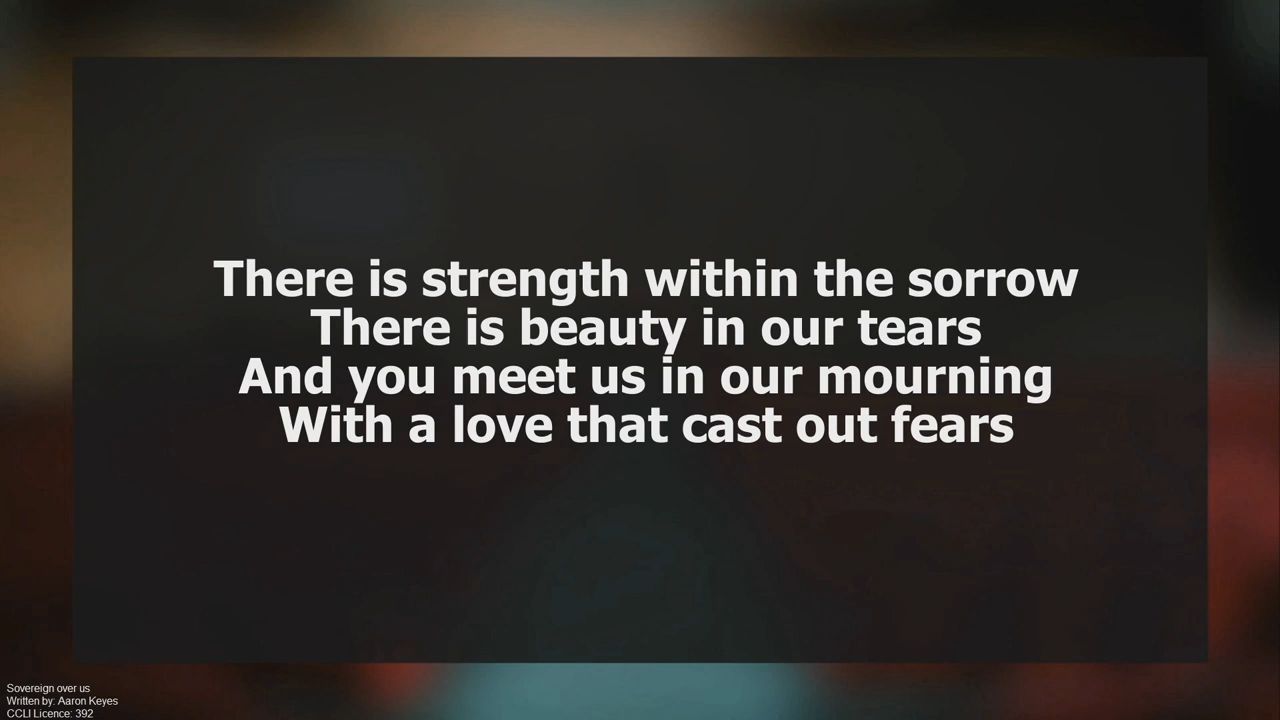 There is strength within the sorrow
There is beauty in our tears
And you meet us in our mourning
With a love that cast out fears
Sovereign over us
Written by: Aaron Keyes
CCLI Licence: 392